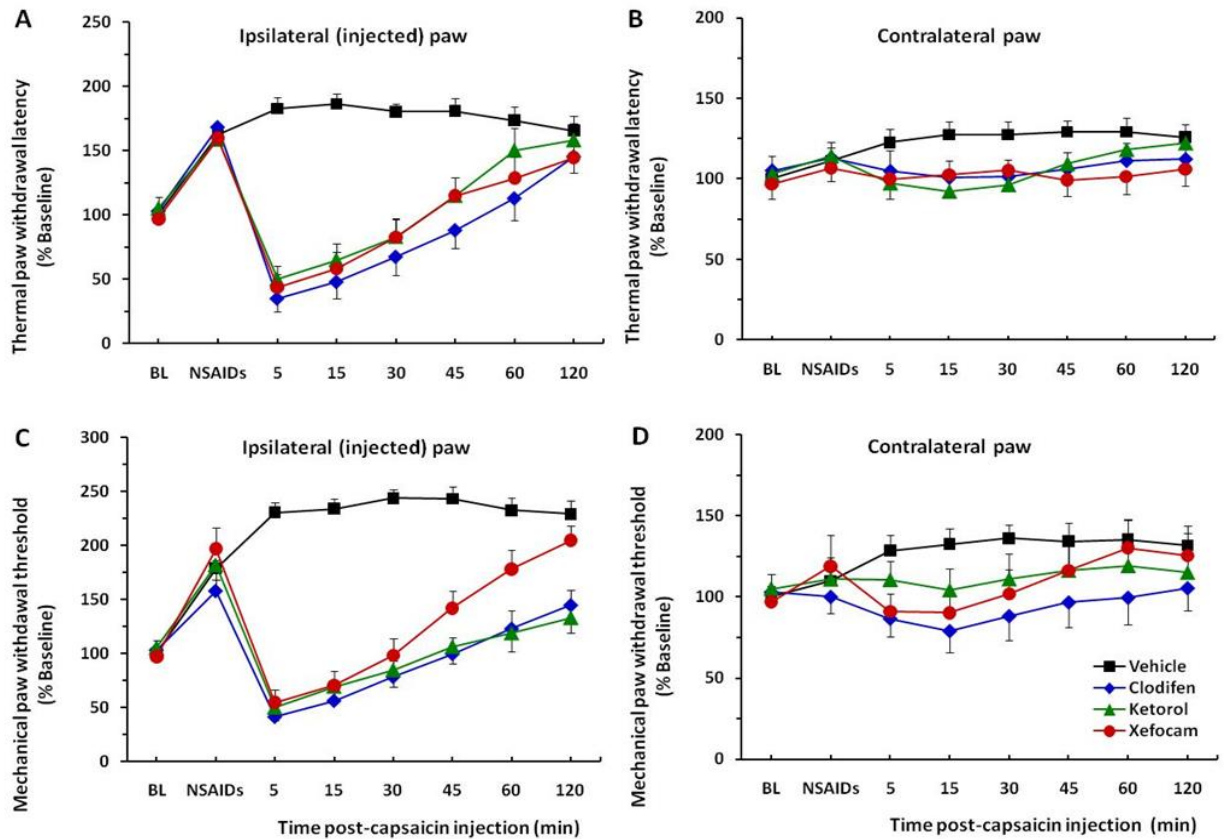 A
Ipsilateral (injected) paw
Thermal paw withdrawal latency
(% Baseline)
250
200
150
100
50
0
BL NSAIDs 5 15 30 45 60 120
B
Contralateral paw
Thermal paw withdrawal latency
(% Baseline)
200
150
100
50
0
BL NSAIDs 5 15 30 45 60 120
C
Ipsilateral (injected) paw
Mechanical paw withdawal threshold
(% Baseline)
300
250
200
150
100
50
0
BL NSAIDs 5 15 30 45 60 120
Time post-capsaicin injection (min)
D
Contralateral paw
Mechanical paw withdrawal threshold
(% Baseline)
200
150
100
50
0
Vehicle
Clodifen
Ketorol
Xefocam
BL NSAIDs 5 15 30 45 60 120
Time post-capsaicin injection (min)